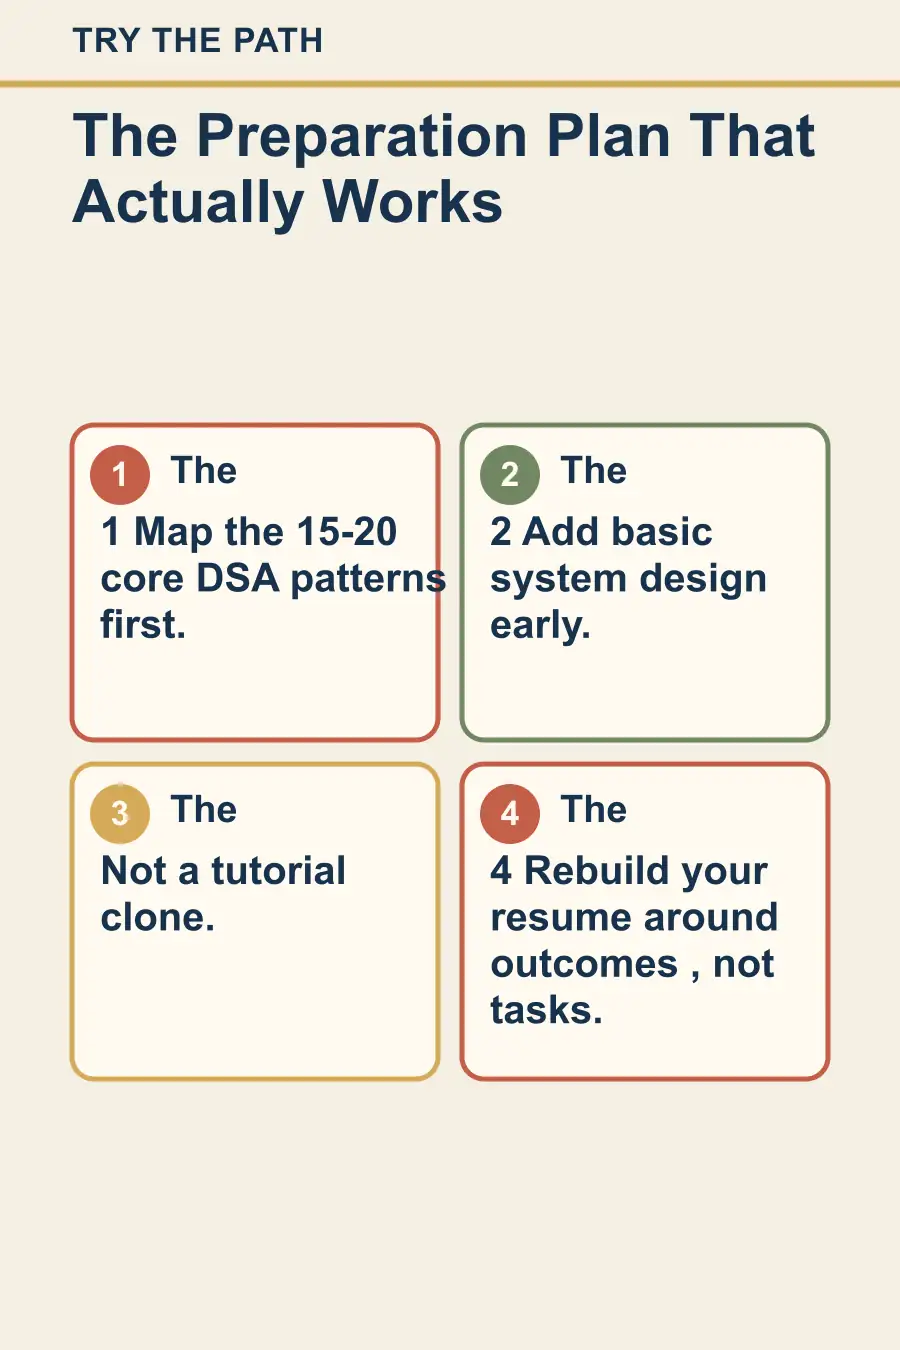 TRY THE PATH
The Preparation Plan That
Actually Works
1 The
1 Map the 15-20
core DSA patterns
first.
2 The
2 Add basic
system design
early.
3 The
Not a tutorial
clone.
4 The
4 Rebuild your
resume around
outcomes , not
tasks.